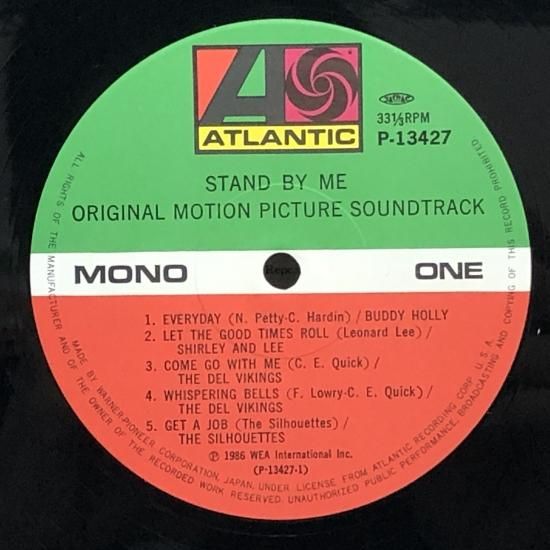 ATLANTIC
33⅓RPM
P-13427
STAND BY ME
ORIGINAL MOTION PICTURE SOUNDTRACK
MONO
ONE
1. EVERYDAY (N. Petty-C. Hardin) / BUDDY HOLLY
2. LET THE GOOD TIMES ROLL (Leonard Lee) /
SHIRLEY AND LEE
3. COME GO WITH ME (C. E. Quick) /
THE DEL VIKINGS
4. WHISPERING BELLS (F. Lowry-C. E. Quick) /
THE DEL VIKINGS
5. GET A JOB (The Silhouettes) /
THE SILHOUETTES
Ⓟ 1986 WEA International Inc.
(P-13427-1)
ALL RIGHTS OF THE MANUFACTURER AND OF THE OWNER OF THE RECORDED WORK RESERVED. UNAUTHORIZED PUBLIC PERFORMANCE, BROADCASTING AND COPYING OF THIS RECORD PROHIBITED
MADE BY WARNER-PIONEER CORPORATION, JAPAN, UNDER LICENSE FROM ATLANTIC RECORDING CORP. U.S.A.